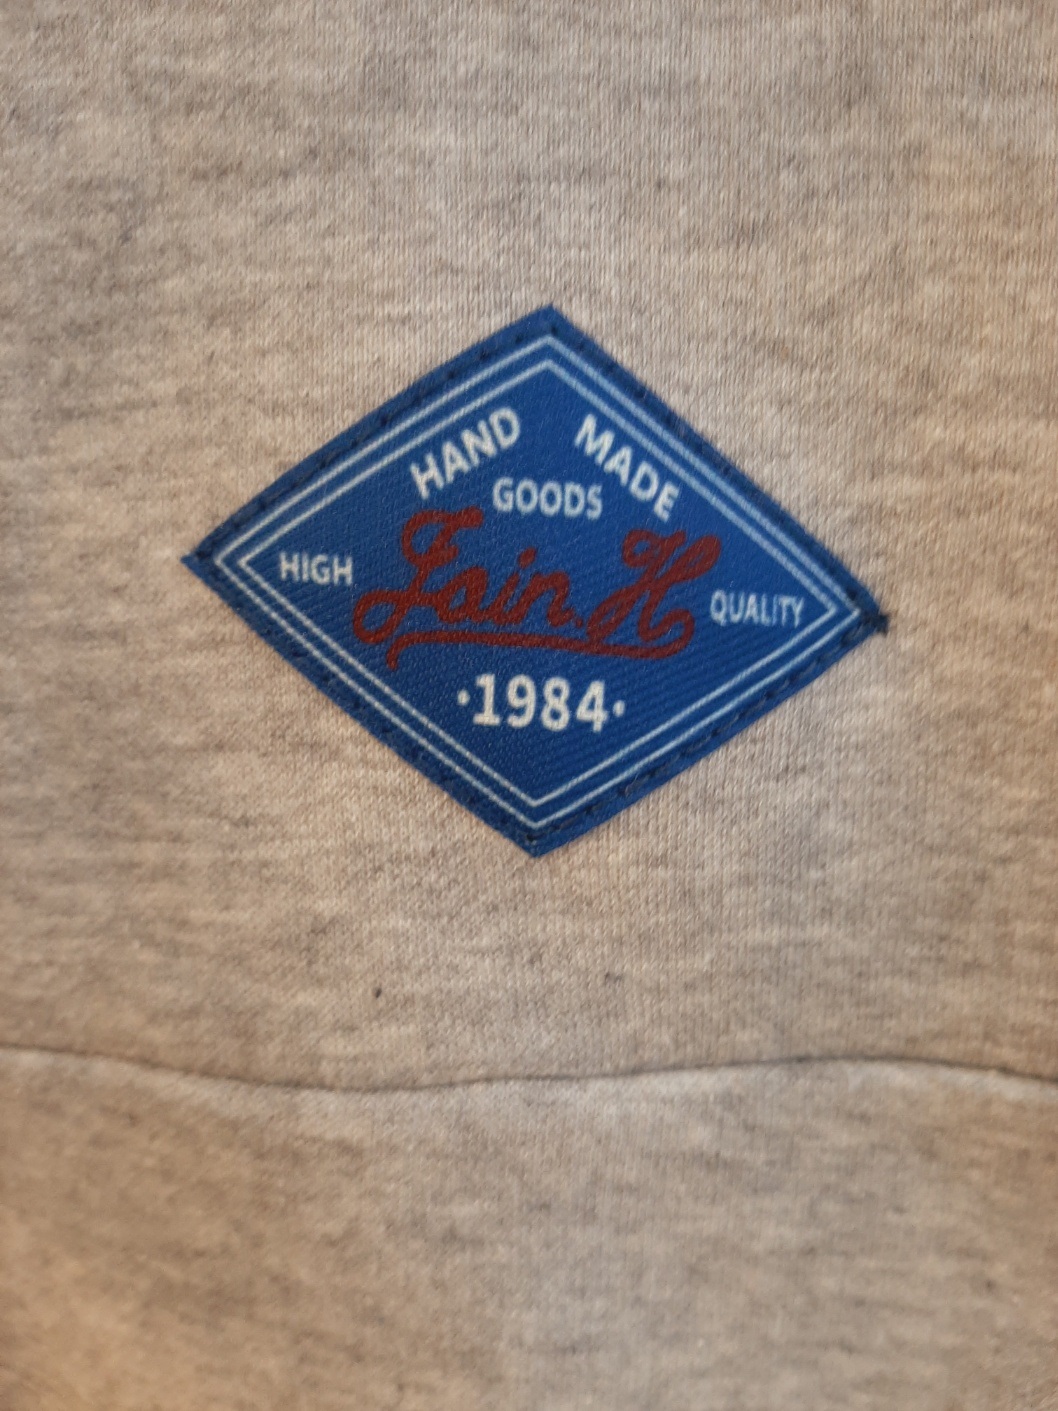 HAND MADE
GOODS
HIGH Fain.H QUALITY
·1984·